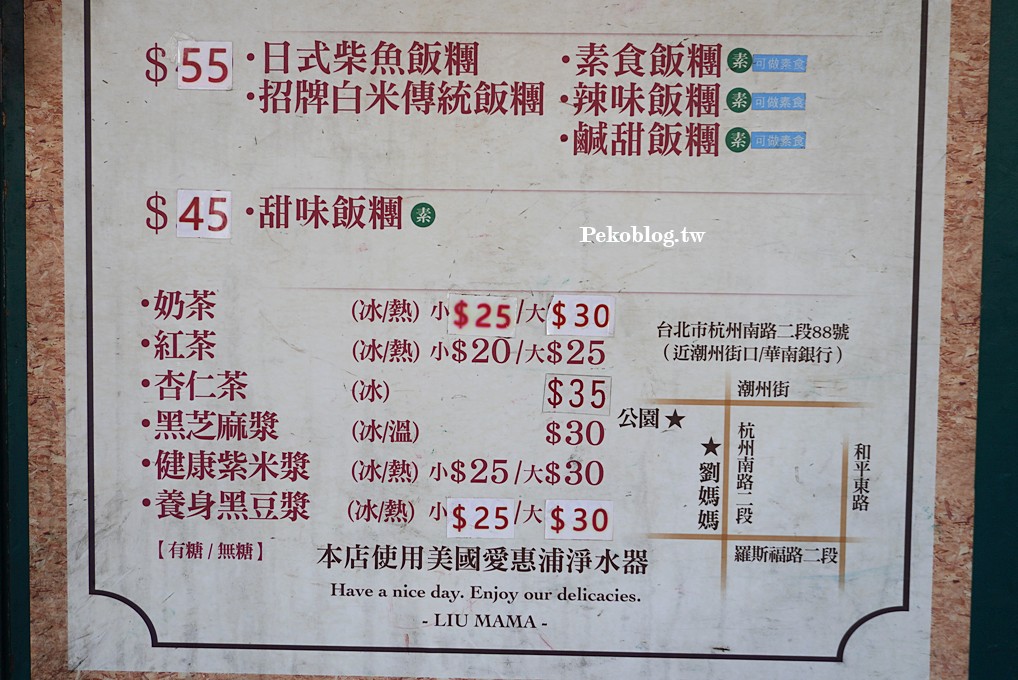 $55 ·日式柴魚飯糰 ·素食飯糰 素 可做素食
·招牌白米傳統飯糰 ·辣味飯糰 素 可做素食
·鹹甜飯糰 素 可做素食
$45 ·甜味飯糰 素
Pekoblog.tw
·奶茶 (冰/熱) 小$25/大$30
·紅茶 (冰/熱) 小$20/大$25
·杏仁茶 (冰) $35
·黑芝麻漿 (冰/溫) $30
·健康紫米漿 (冰/熱) 小$25/大$30
·養身黑豆漿 (冰/熱) 小$25/大$30
【有糖/無糖】
台北市杭州南路二段88號
(近潮州街口/華南銀行)
潮州街
公園★
★劉媽媽
杭州南路二段
和平東路
羅斯福路二段
本店使用美國愛惠浦淨水器
Have a nice day. Enjoy our delicacies.
- LIU MAMA -